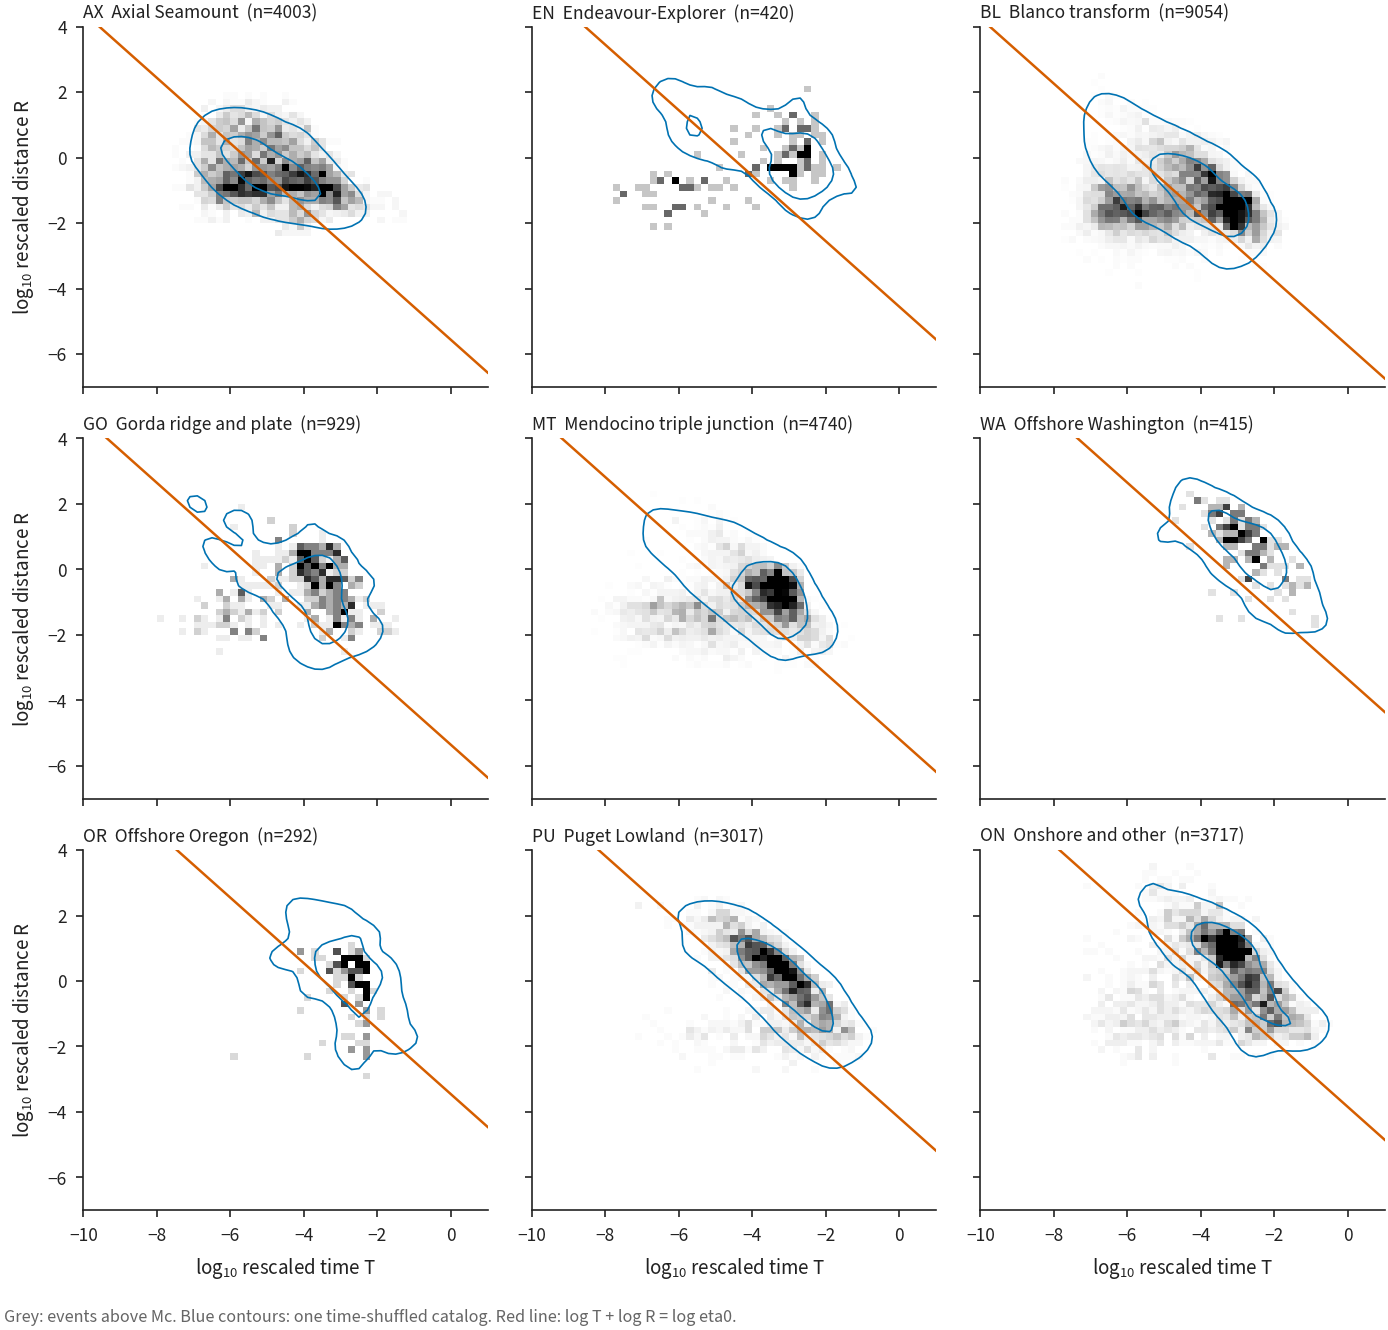 AX Axial Seamount (n=4003)
EN Endeavour-Explorer (n=420)
BL Blanco transform (n=9054)
4
2
0
−2
−4
−6
log10 rescaled distance R
GO Gorda ridge and plate (n=929)
MT Mendocino triple junction (n=4740)
WA Offshore Washington (n=415)
4
2
0
−2
−4
−6
log10 rescaled distance R
OR Offshore Oregon (n=292)
PU Puget Lowland (n=3017)
ON Onshore and other (n=3717)
4
2
0
−2
−4
−6
log10 rescaled distance R
−10 −8 −6 −4 −2 0
−10 −8 −6 −4 −2 0
−10 −8 −6 −4 −2 0
log10 rescaled time T
log10 rescaled time T
log10 rescaled time T
Grey: events above Mc. Blue contours: one time-shuffled catalog. Red line: log T + log R = log eta0.